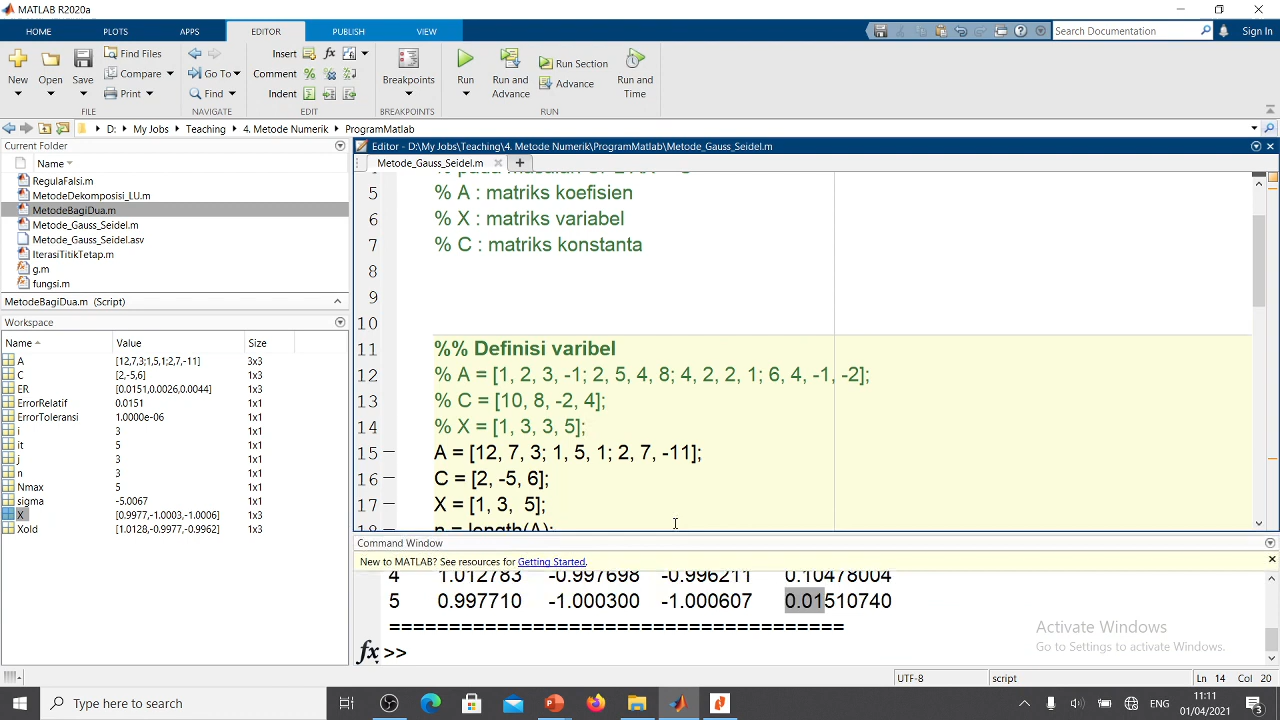 MATLAB R2020a
HOME PLOTS APPS EDITOR PUBLISH VIEW
Search Documentation
Sign In
New Open Save
Find Files
Compare
Print
FILE
Go To
Find
NAVIGATE
Insert fx
Comment
Indent
EDIT
Breakpoints
BREAKPOINTS
Run
Run and Advance
Run Section
Advance
Run and Time
RUN
D: My Jobs Teaching 4. Metode Numerik ProgramMatlab
Current Folder
Name
RegulaFalsi.m
MetodeDekomposisi_LU.m
MetodeBagiDua.m
Metode_Gauss_Seidel.m
Metode_Gauss_Seidel.asv
IterasiTitikTetap.m
g.m
fungsi.m
MetodeBagiDua.m (Script)
Workspace
Name Value Size
A [12,7,3;1,5,1;2,7,-11] 3x3
C [2,-5,6] 1x3
ER [0.0151,0.0026,0.0044] 1x3
ErrorRelatif 0.0151 1x1
ErrorToleransi 1.0000e-06 1x1
i 3 1x1
it 5 1x1
j 3 1x1
n 3 1x1
Nmax 5 1x1
sigma -5.0067 1x1
X [0.9977,-1.0003,-1.0006] 1x3
Xold [1.0128,-0.9977,-0.9962] 1x3
Editor - D:\My Jobs\Teaching\4. Metode Numerik\ProgramMatlab\Metode_Gauss_Seidel.m
Metode_Gauss_Seidel.m
5 % A : matriks koefisien
6 % X : matriks variabel
7 % C : matriks konstanta
8
9
10
11 %% Definisi varibel
12 % A = [1, 2, 3, -1; 2, 5, 4, 8; 4, 2, 2, 1; 6, 4, -1, -2];
13 % C = [10, 8, -2, 4];
14 % X = [1, 3, 3, 5];
15 A = [12, 7, 3; 1, 5, 1; 2, 7, -11];
16 C = [2, -5, 6];
17 X = [1, 3, 5];
18 n = length(A);
Command Window
New to MATLAB? See resources for Getting Started.
4 1.012783 -0.997698 -0.996211 0.10478004
5 0.997710 -1.000300 -1.000607 0.01510740
======================================
fx >>
Activate Windows
Go to Settings to activate Windows.
UTF-8 script Ln 14 Col 20
Type here to search
ENG
11:11
01/04/2021
3